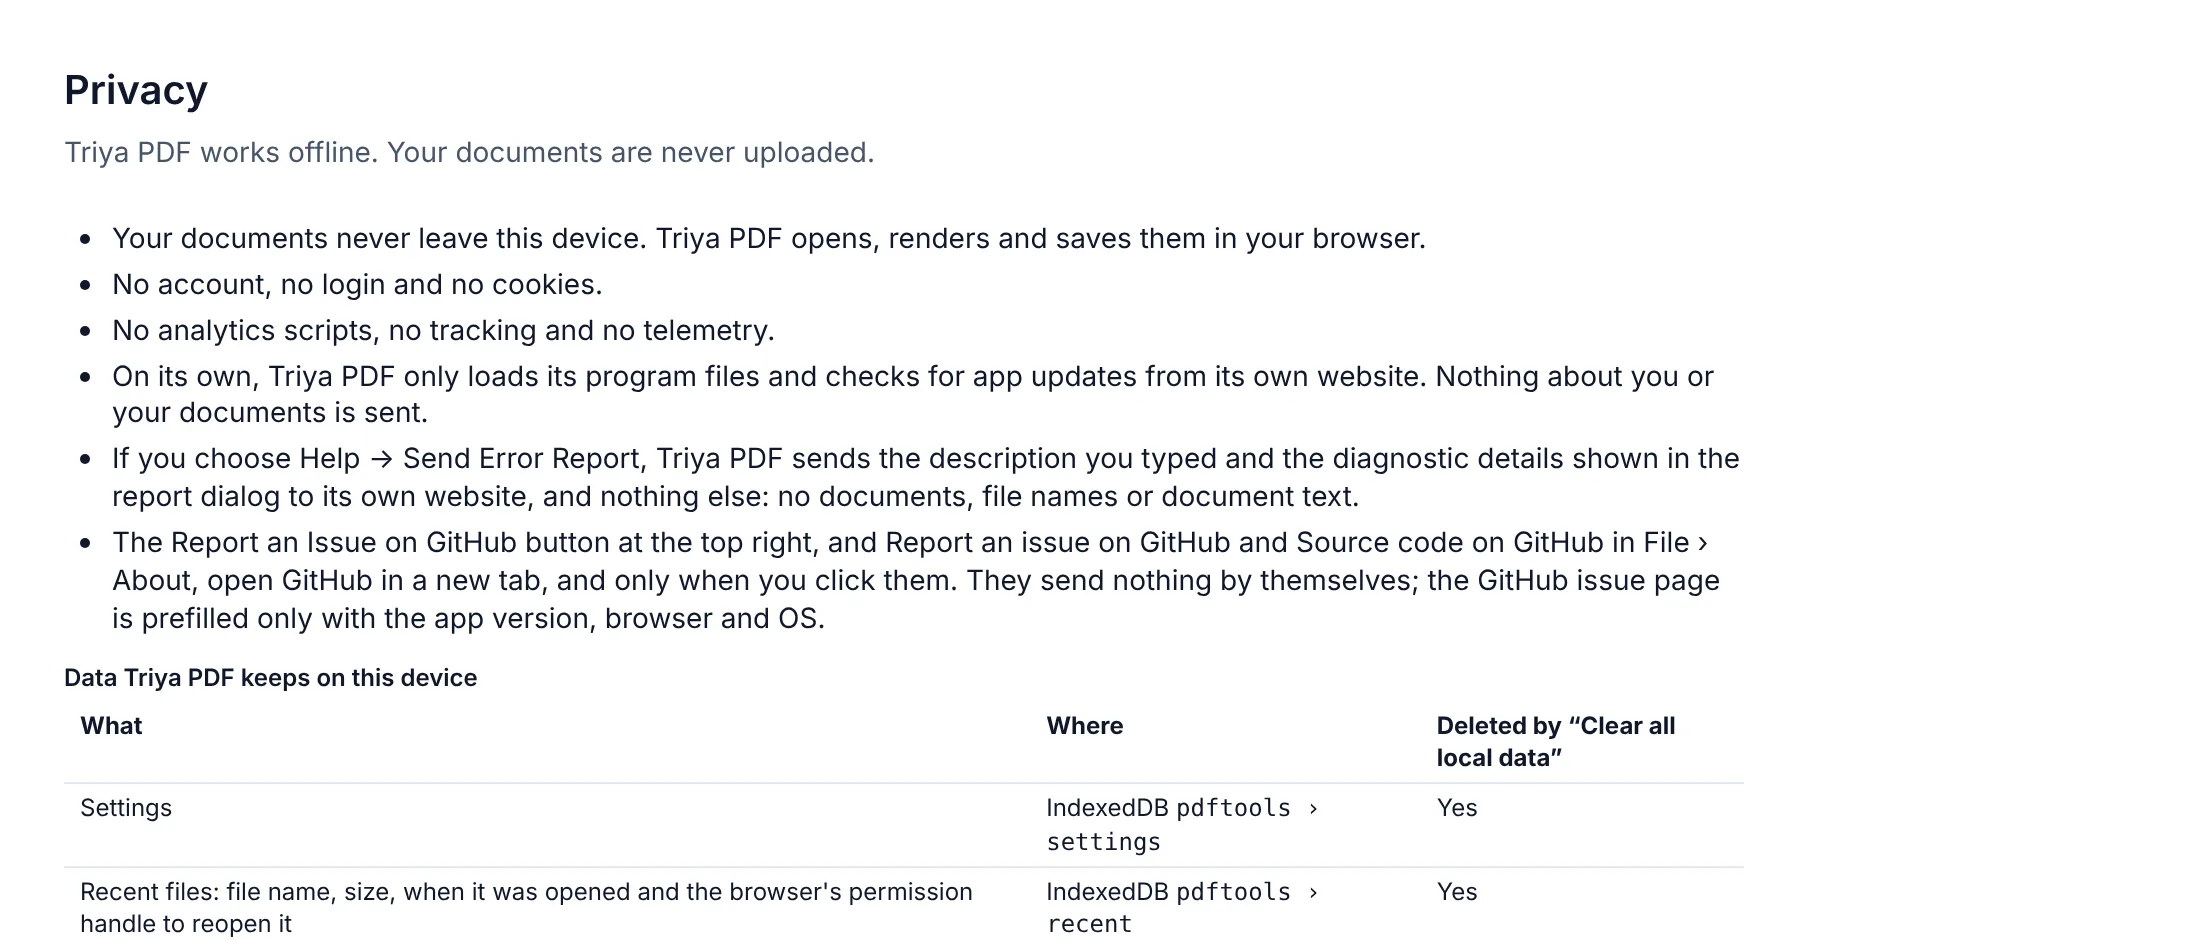 Privacy
Triya PDF works offline. Your documents are never uploaded.
• Your documents never leave this device. Triya PDF opens, renders and saves them in your browser.
• No account, no login and no cookies.
• No analytics scripts, no tracking and no telemetry.
• On its own, Triya PDF only loads its program files and checks for app updates from its own website. Nothing about you or
your documents is sent.
• If you choose Help → Send Error Report, Triya PDF sends the description you typed and the diagnostic details shown in the
report dialog to its own website, and nothing else: no documents, file names or document text.
• The Report an Issue on GitHub button at the top right, and Report an issue on GitHub and Source code on GitHub in File ›
About, open GitHub in a new tab, and only when you click them. They send nothing by themselves; the GitHub issue page
is prefilled only with the app version, browser and OS.
Data Triya PDF keeps on this device
What Where Deleted by “Clear all
local data”
Settings IndexedDB pdftools › Yes
settings
Recent files: file name, size, when it was opened and the browser's permission IndexedDB pdftools › Yes
handle to reopen it recent